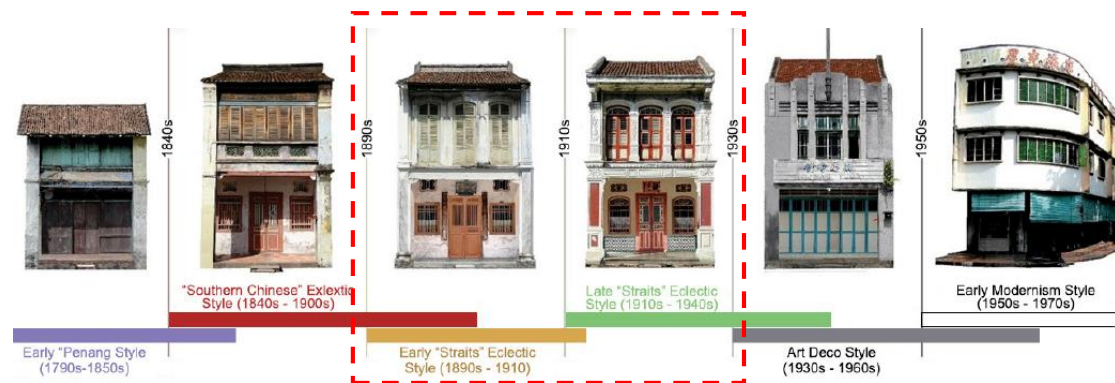 1840s
1890s
1910s
1930s
1950s
"Southern Chinese" Exlextic
Style (1840s - 1900s)
Late "Straits" Eclectic
Style (1910s - 1940s)
Early Modernism Style
(1950s - 1970s)
Early "Penang Style
(1790s-1850s)
Early "Straits" Eclectic
Style (1890s - 1910)
Art Deco Style
(1930s - 1960s)